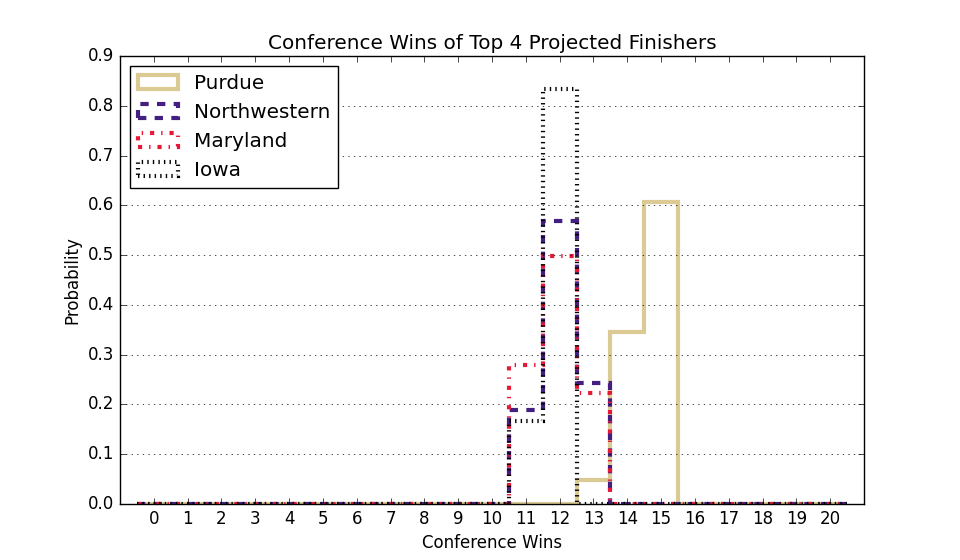 Conference Wins of Top 4 Projected Finishers
0.9
0.8
0.7
0.6
0.5
0.4
0.3
0.2
0.1
0.0
Probability
Purdue
Northwestern
Maryland
Iowa
0 1 2 3 4 5 6 7 8 9 10 11 12 13 14 15 16 17 18 19 20
Conference Wins